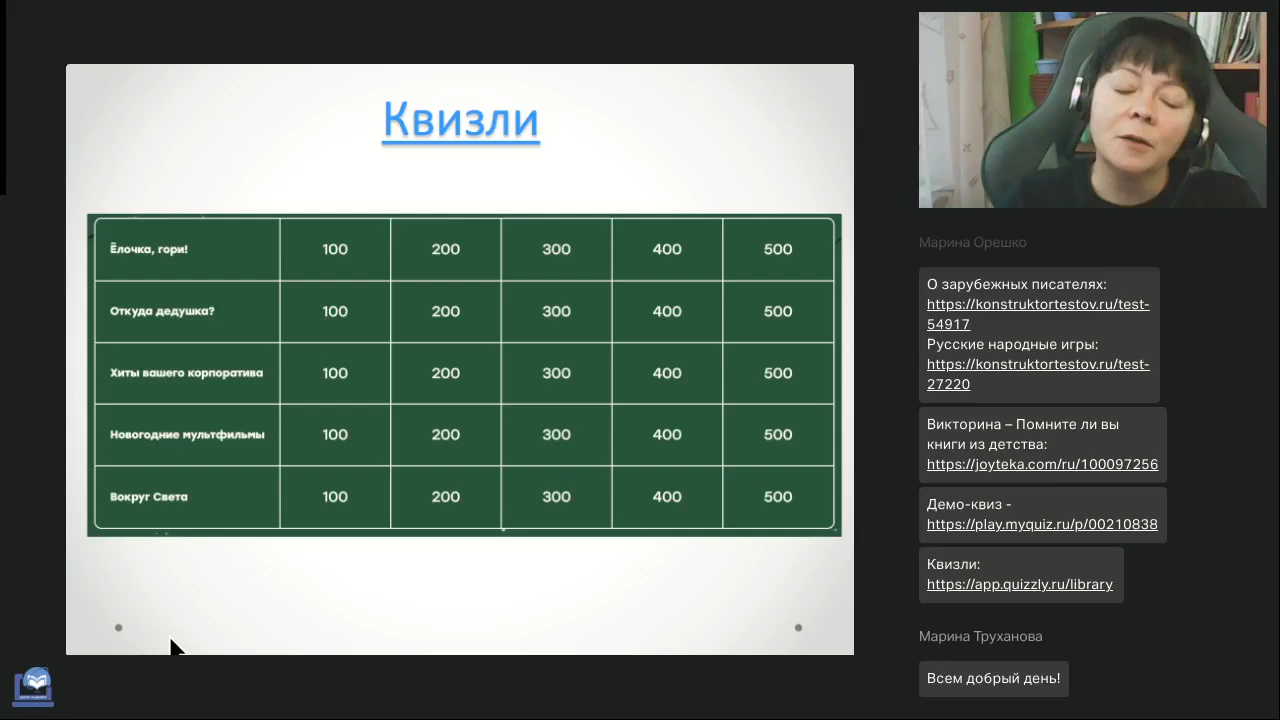 Квизли
Ёлочка, гори! 100 200 300 400 500
Откуда дедушка? 100 200 300 400 500
Хиты вашего корпоратива 100 200 300 400 500
Новогодние мультфильмы 100 200 300 400 500
Вокруг Света 100 200 300 400 500
Марина Орешко
О зарубежных писателях:
https://konstruktortestov.ru/test-
54917
Русские народные игры:
https://konstruktortestov.ru/test-
27220
Викторина – Помните ли вы
книги из детства:
https://joyteka.com/ru/100097256
Демо-квиз -
https://play.myquiz.ru/p/00210838
Квизли:
https://app.quizzly.ru/library
Марина Труханова
Всем добрый день!